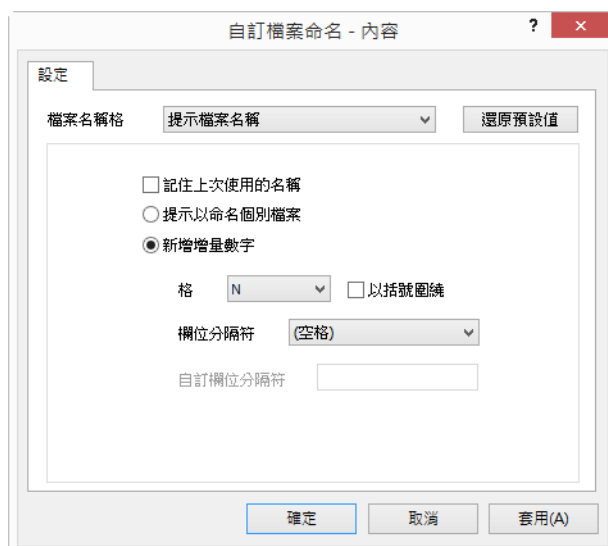 自訂檔案命名 - 內容
?
設定
檔案名稱格 提示檔案名稱 還原預設值
記住上次使用的名稱
提示以命名個別檔案
新增增量數字
格 N 以括號圍繞
欄位分隔符 (空格)
自訂欄位分隔符
確定 取消 套用(A)